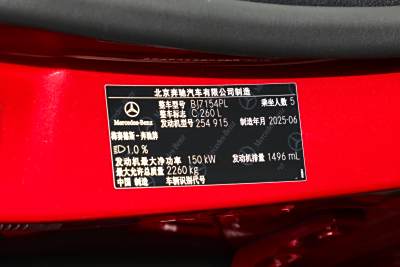 北京奔驰汽车有限公司制造
整车型号 BJ7154PL 乘坐人数 5
整车标志 C 260 L
发动机型号 254 915 制造年月 2025-06
Mercedes-Benz
梅赛德斯-奔驰牌
1.0 %
发动机最大净功率 150 kW 发动机排量 1496 mL
最大允许总质量 2260 kg
中国 制造 车辆识别代号